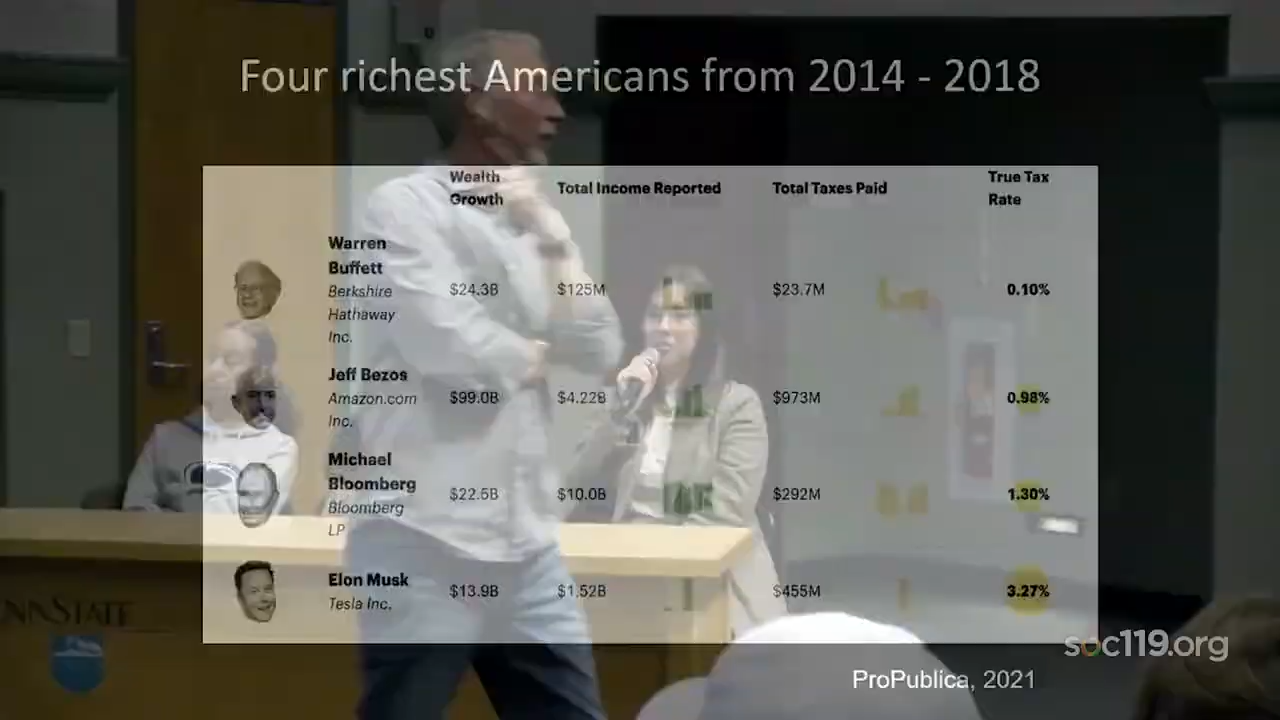 Four richest Americans from 2014 - 2018
Wealth
Growth
Total Income Reported
Total Taxes Paid
True Tax
Rate
Warren
Buffett
Berkshire
Hathaway
Inc.
$24.3B
$125M
$23.7M
0.10%
Jeff Bezos
Amazon.com
Inc.
$99.0B
$4.22B
$973M
0.98%
Michael
Bloomberg
Bloomberg
LP
$22.5B
$10.0B
$292M
1.30%
Elon Musk
Tesla Inc.
$13.9B
$1.52B
$455M
3.27%
NNSTATE
soc119.org
ProPublica, 2021